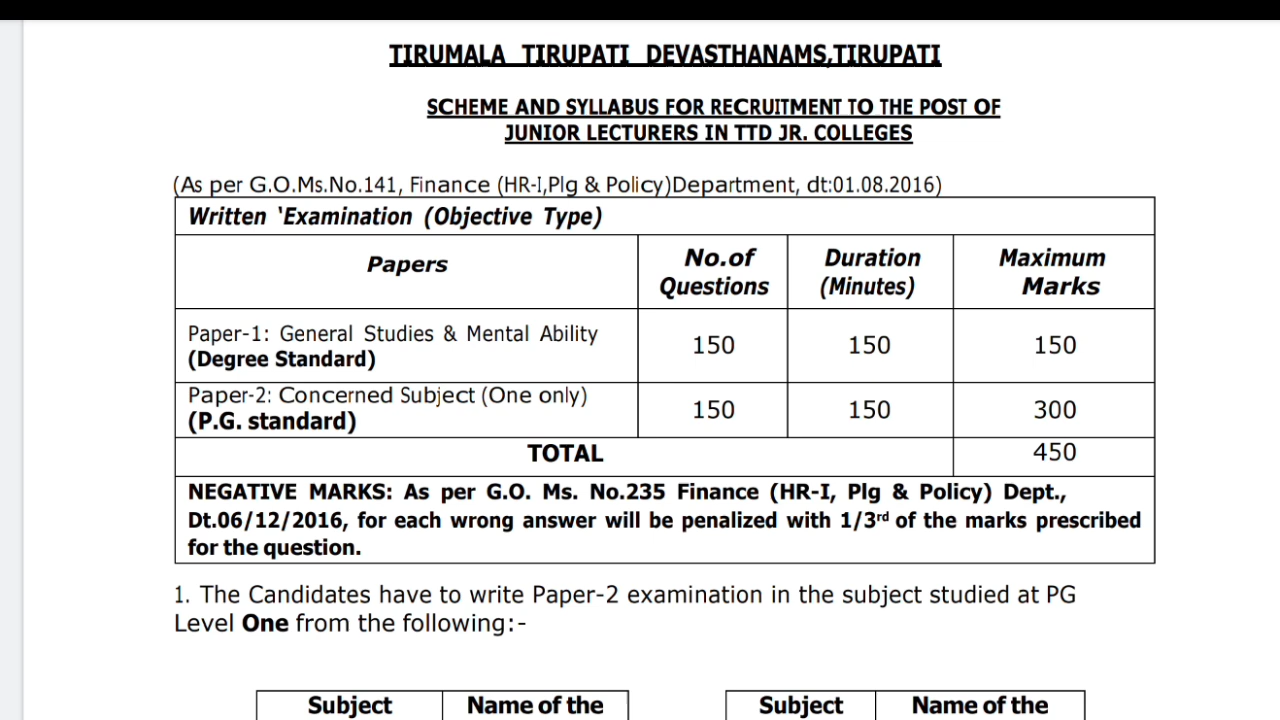 TIRUMALA TIRUPATI DEVASTHANAMS,TIRUPATI
SCHEME AND SYLLABUS FOR RECRUITMENT TO THE POST OF
JUNIOR LECTURERS IN TTD JR. COLLEGES
(As per G.O.Ms.No.141, Finance (HR-I,Plg & Policy)Department, dt:01.08.2016)
Written 'Examination (Objective Type)
Papers No.of Questions Duration (Minutes) Maximum Marks
Paper-1: General Studies & Mental Ability
(Degree Standard) 150 150 150
Paper-2: Concerned Subject (One only)
(P.G. standard) 150 150 300
TOTAL 450
NEGATIVE MARKS: As per G.O. Ms. No.235 Finance (HR-I, Plg & Policy) Dept.,
Dt.06/12/2016, for each wrong answer will be penalized with 1/3rd of the marks prescribed
for the question.
1. The Candidates have to write Paper-2 examination in the subject studied at PG
Level One from the following:-
Subject Name of the Subject Name of the